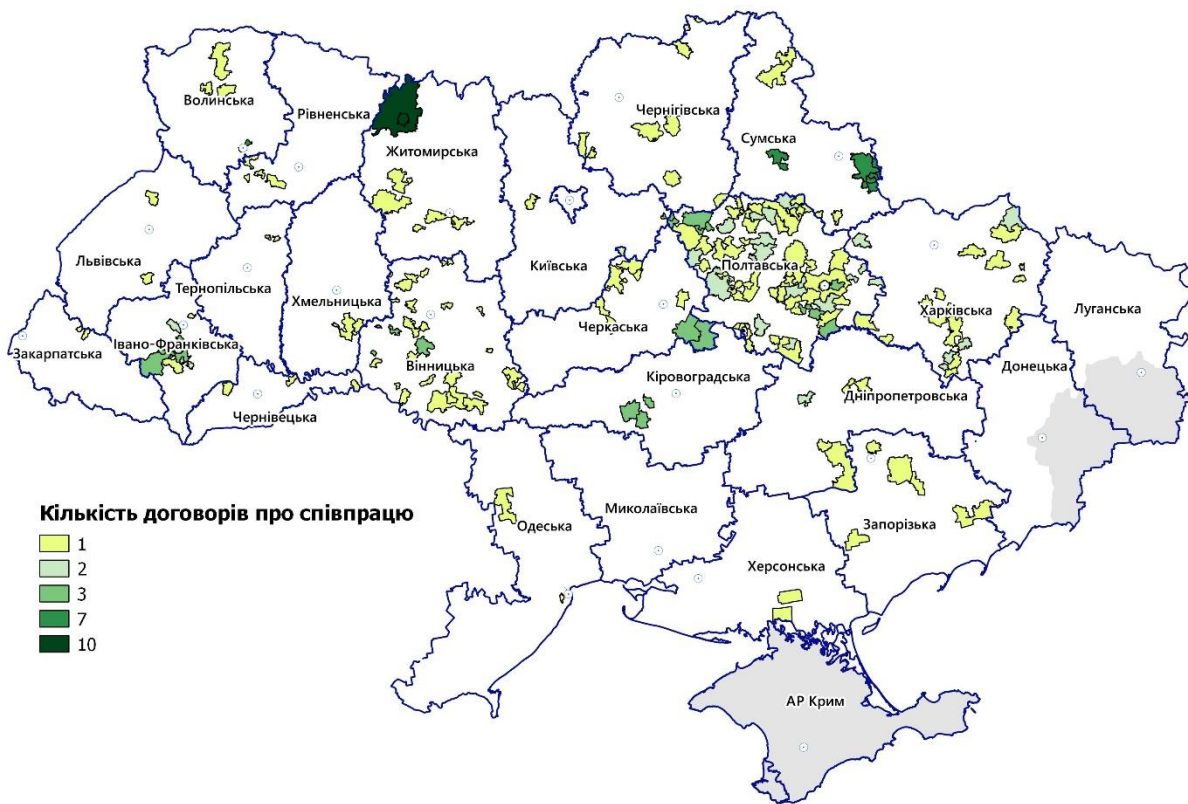 Волинська
Рівненська
Житомирська
Чернігівська
Сумська
Львівська
Тернопільська
Хмельницька
Київська
Полтавська
Харківська
Луганська
Закарпатська
Івано-Франківська
Чернівецька
Вінницька
Черкаська
Кіровоградська
Дніпропетровська
Донецька
Одеська
Миколаївська
Запорізька
Херсонська
АР Крим
Кількість договорів про співпрацю
1
2
3
7
10